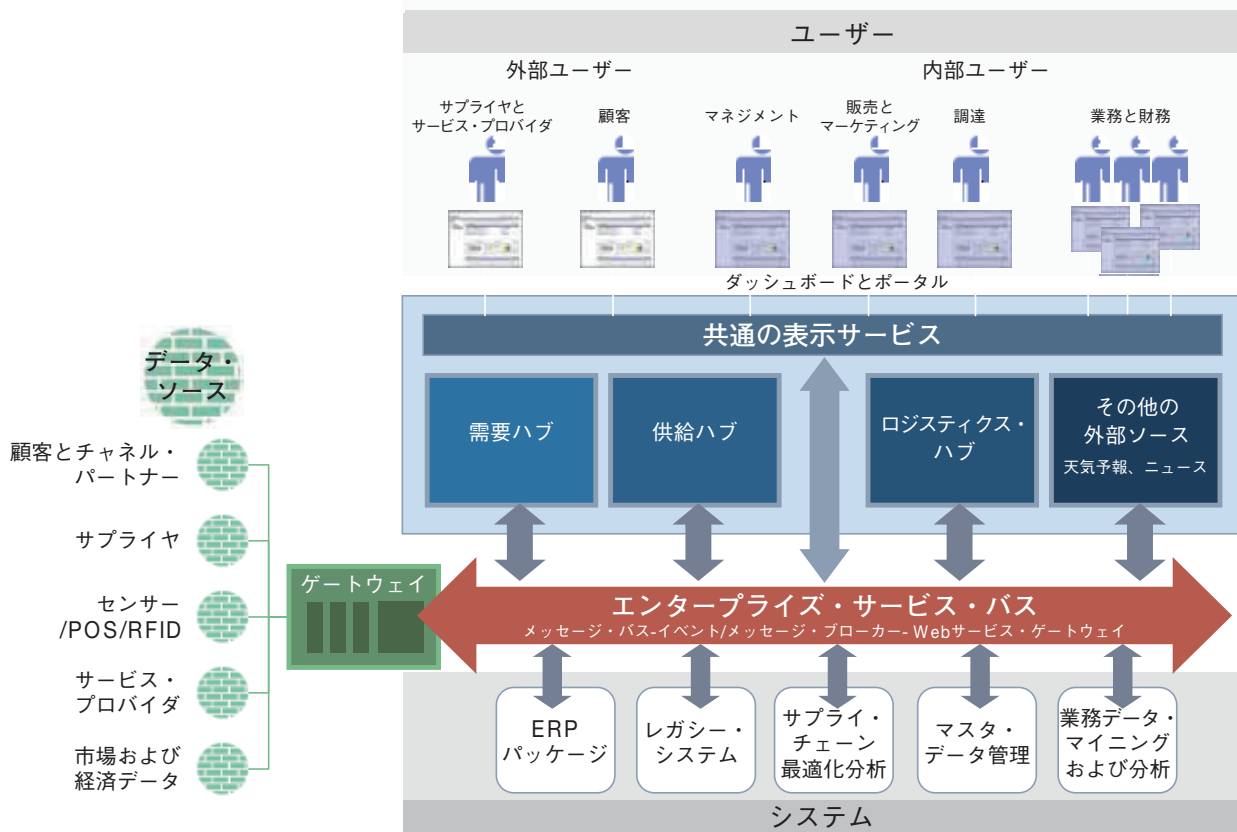 ユーザー
外部ユーザー
内部ユーザー
サプライヤと
サービス・プロバイダ
顧客
マネジメント
販売と
マーケティング
調達
業務と財務
ダッシュボードとポータル
共通の表示サービス
需要ハブ
供給ハブ
ロジスティクス・
ハブ
その他の
外部ソース
天気予報、ニュース
データ・
ソース
顧客とチャネル・
パートナー
サプライヤ
センサー
/POS/RFID
サービス・
プロバイダ
市場および
経済データ
ゲートウェイ
エンタープライズ・サービス・バス
メッセージ・バス-イベント/メッセージ・ブローカー- Webサービス・ゲートウェイ
ERP
パッケージ
レガシー・
システム
サプライ・
チェーン
最適化分析
マスタ・
データ管理
業務データ・
マイニング
および分析
システム